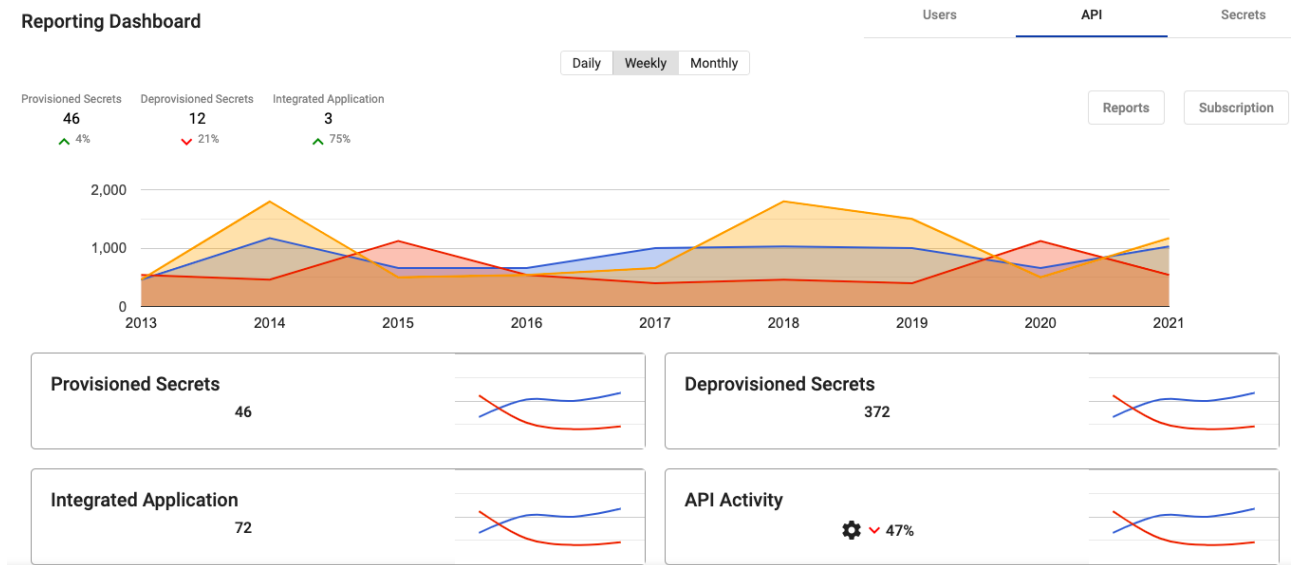 Reporting Dashboard
Users API Secrets
Daily Weekly Monthly
Provisioned Secrets Deprovisioned Secrets Integrated Application
46 12 3
4% 21% 75%
Reports Subscription
2,000
1,000
0
2013 2014 2015 2016 2017 2018 2019 2020 2021
Provisioned Secrets
46
Deprovisioned Secrets
372
Integrated Application
72
API Activity
47%